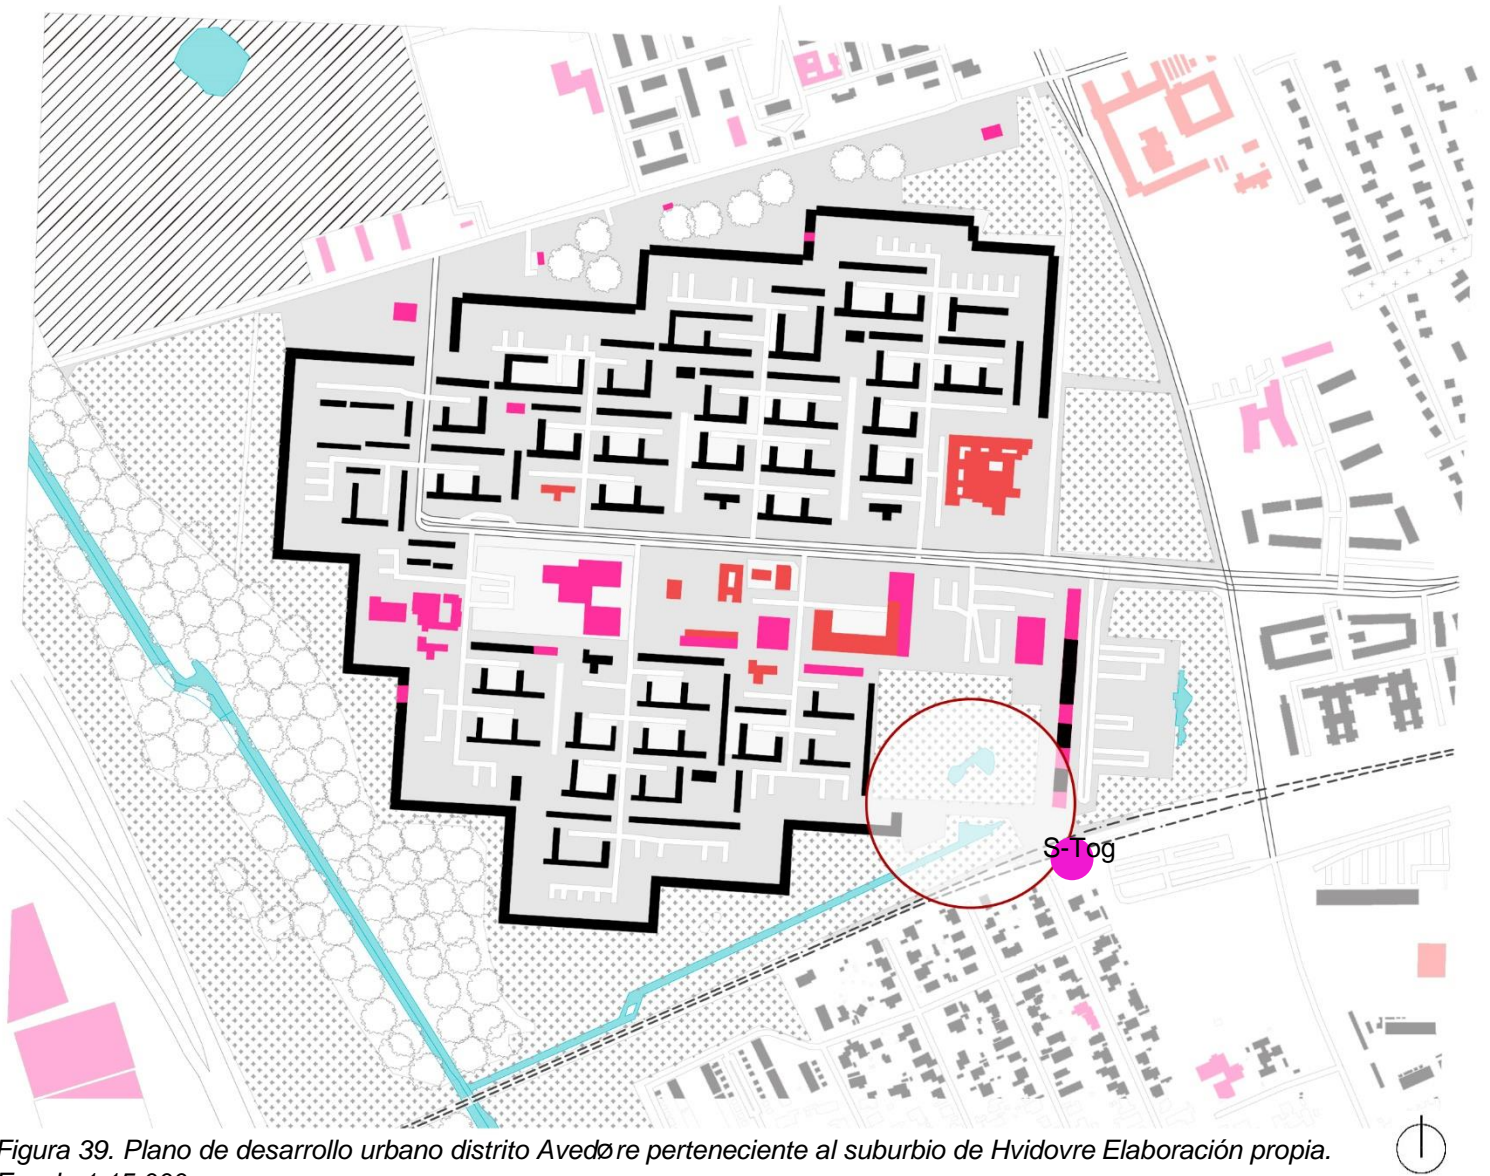 S-Tog
Figura 39. Plano de desarrollo urbano distrito Avedøre perteneciente al suburbio de Hvidovre Elaboración propia.